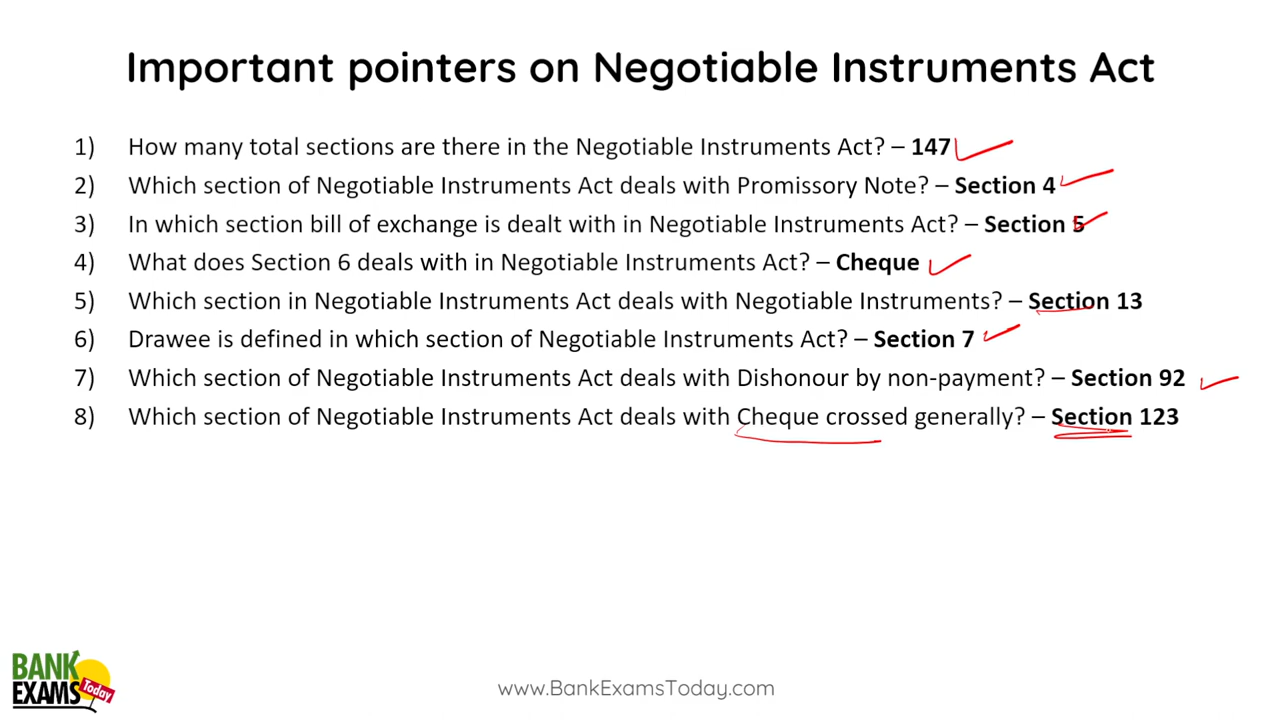 Important pointers on Negotiable Instruments Act
1) How many total sections are there in the Negotiable Instruments Act? – 147
2) Which section of Negotiable Instruments Act deals with Promissory Note? – Section 4
3) In which section bill of exchange is dealt with in Negotiable Instruments Act? – Section 5
4) What does Section 6 deals with in Negotiable Instruments Act? – Cheque
5) Which section in Negotiable Instruments Act deals with Negotiable Instruments? – Section 13
6) Drawee is defined in which section of Negotiable Instruments Act? – Section 7
7) Which section of Negotiable Instruments Act deals with Dishonour by non-payment? – Section 92
8) Which section of Negotiable Instruments Act deals with Cheque crossed generally? – Section 123
BANK
EXAMS Today
www.BankExamsToday.com